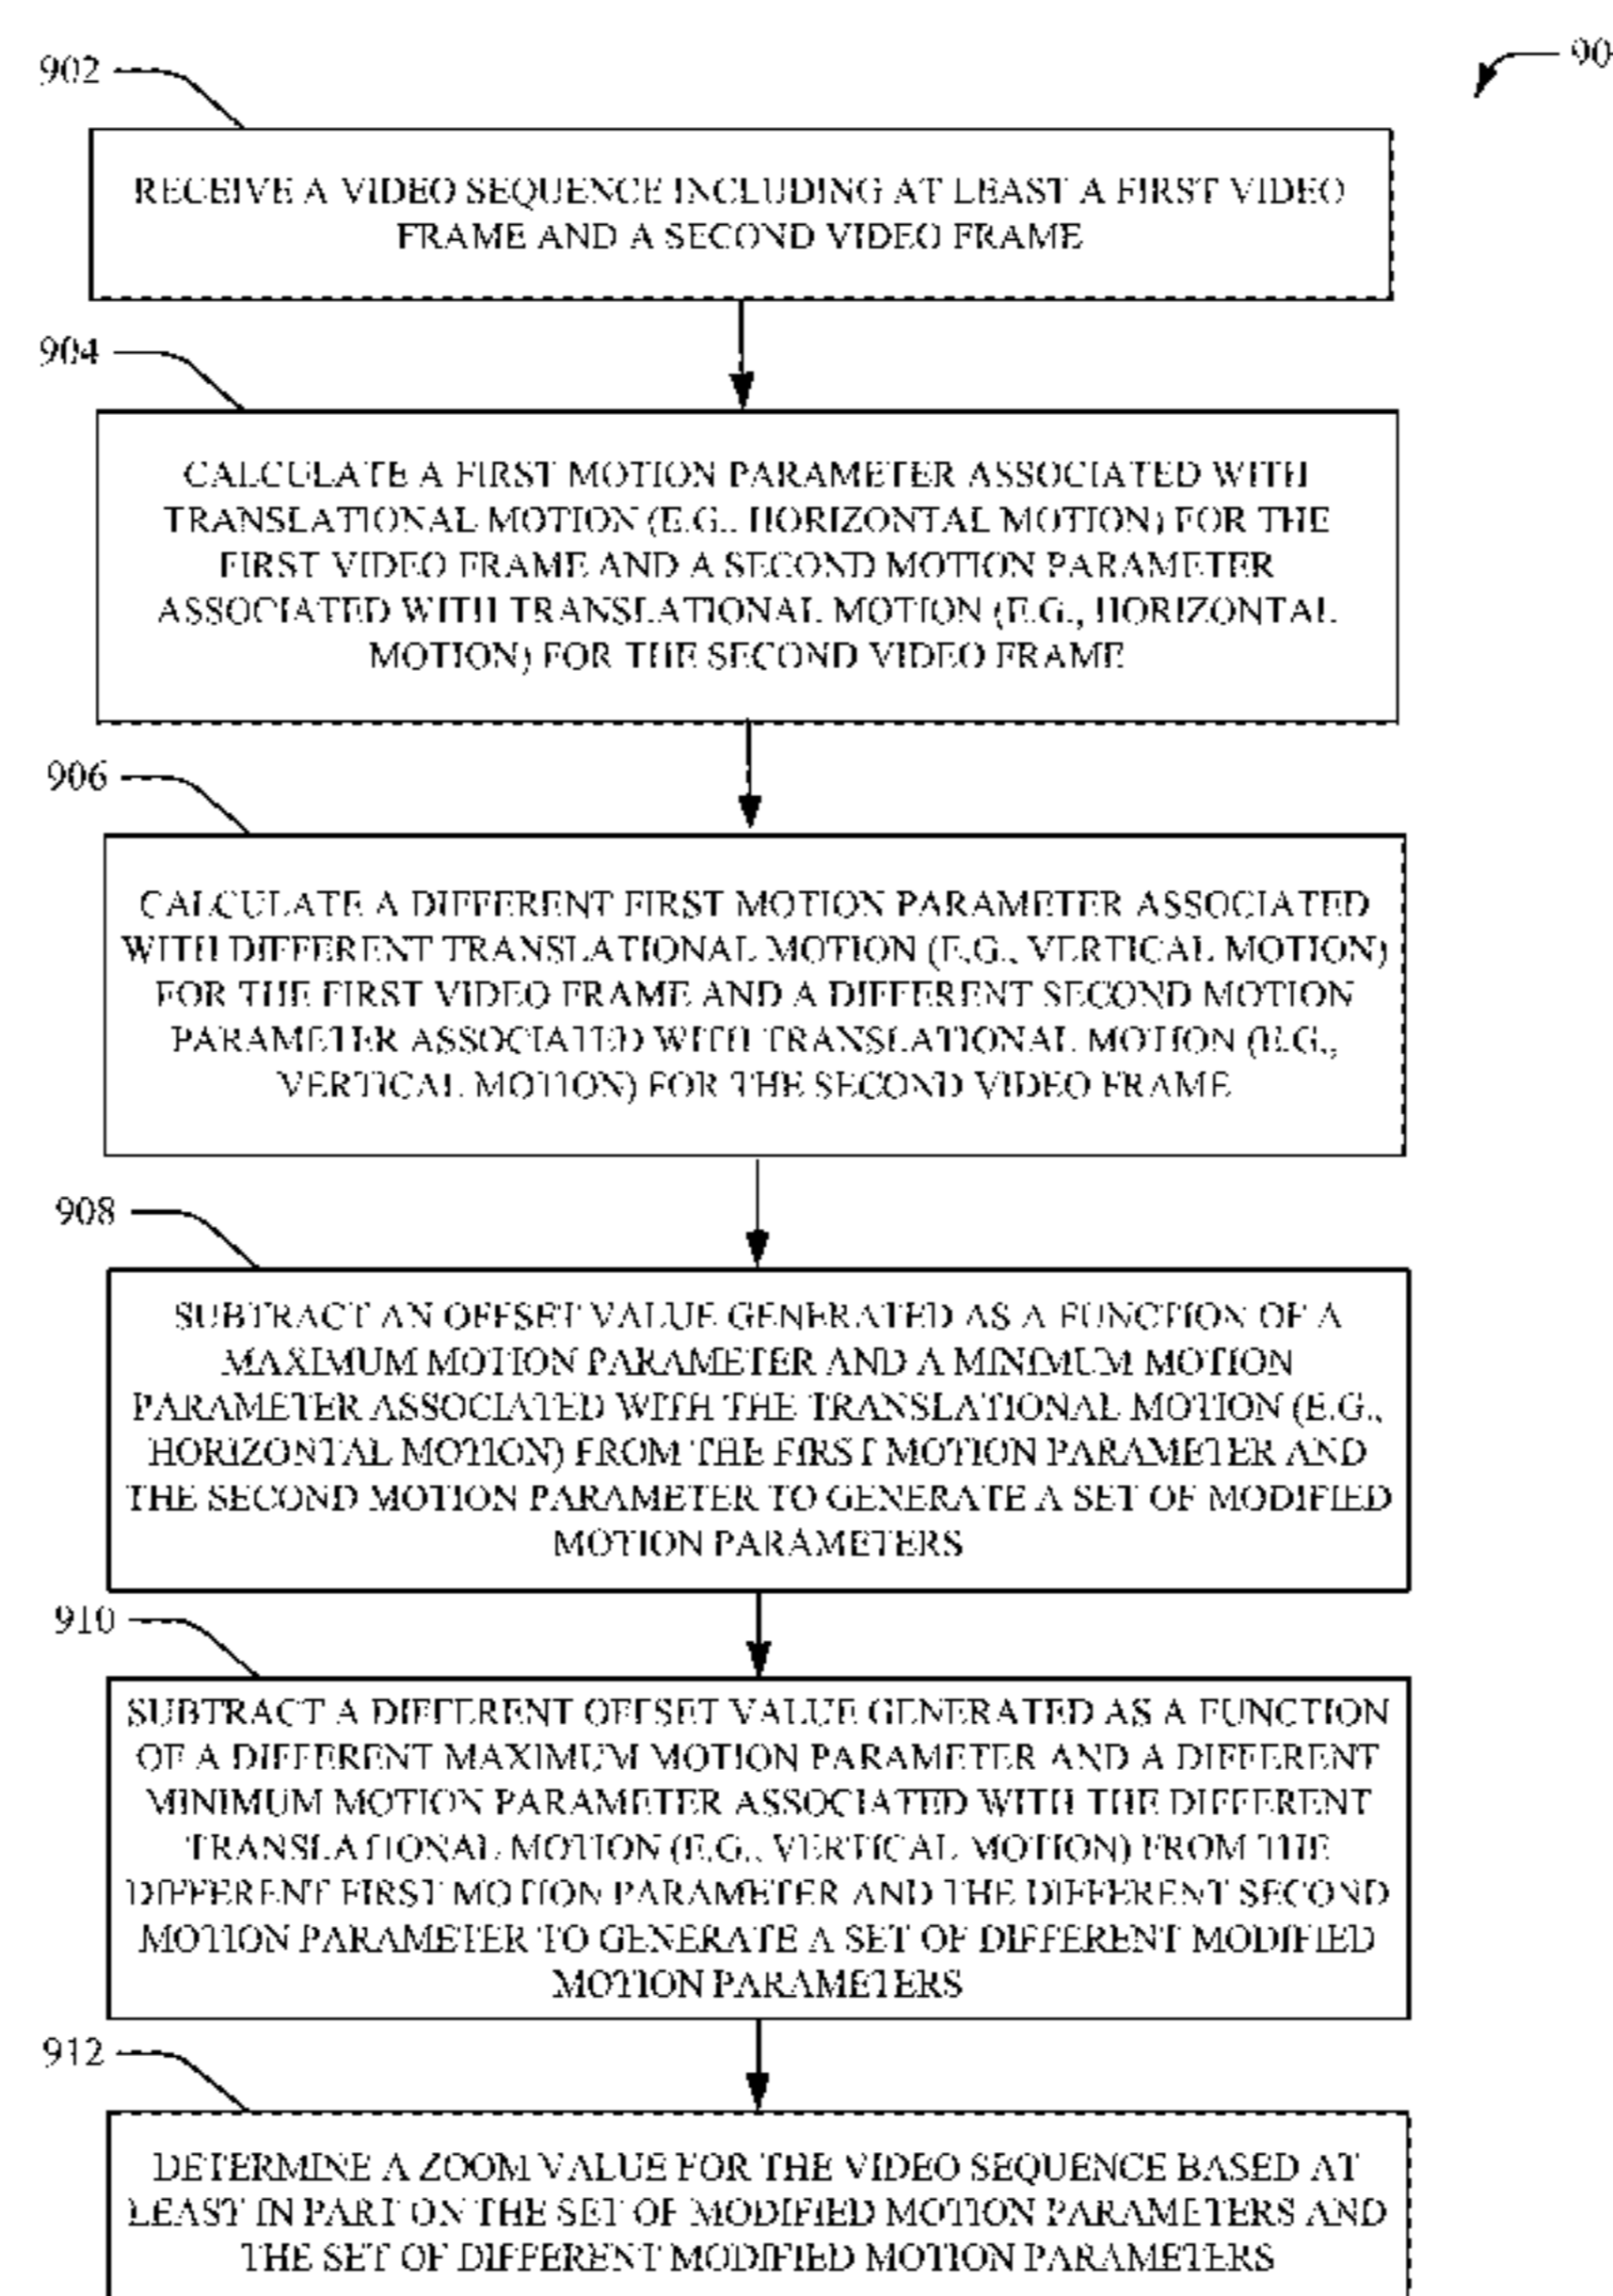 902
RECEIVE A VIDEO SEQUENCE INCLUDING AT LEAST A FIRST VIDEO
FRAME AND A SECOND VIDEO FRAME
904
CALCULATE A FIRST MOTION PARAMETER ASSOCIATED WITH
TRANSLATIONAL MOTION (E.G., HORIZONTAL MOTION) FOR THE
FIRST VIDEO FRAME AND A SECOND MOTION PARAMETER
ASSOCIATED WITH TRANSLATIONAL MOTION (E.G., HORIZONTAL
MOTION) FOR THE SECOND VIDEO FRAME
906
CALCULATE A DIFFERENT FIRST MOTION PARAMETER ASSOCIATED
WITH DIFFERENT TRANSLATIONAL MOTION (E.G., VERTICAL MOTION)
FOR THE FIRST VIDEO FRAME AND A DIFFERENT SECOND MOTION
PARAMETER ASSOCIATED WITH TRANSLATIONAL MOTION (E.G.,
VERTICAL MOTION) FOR THE SECOND VIDEO FRAME
908
SUBTRACT AN OFFSET VALUE GENERATED AS A FUNCTION OF A
MAXIMUM MOTION PARAMETER AND A MINIMUM MOTION
PARAMETER ASSOCIATED WITH THE TRANSLATIONAL MOTION (E.G.,
HORIZONTAL MOTION) FROM THE FIRST MOTION PARAMETER AND
THE SECOND MOTION PARAMETER TO GENERATE A SET OF MODIFIED
MOTION PARAMETERS
910
SUBTRACT A DIFFERENT OFFSET VALUE GENERATED AS A FUNCTION
OF A DIFFERENT MAXIMUM MOTION PARAMETER AND A DIFFERENT
MINIMUM MOTION PARAMETER ASSOCIATED WITH THE DIFFERENT
TRANSLATIONAL MOTION (E.G., VERTICAL MOTION) FROM THE
DIFFERENT FIRST MOTION PARAMETER AND THE DIFFERENT SECOND
MOTION PARAMETER TO GENERATE A SET OF DIFFERENT MODIFIED
MOTION PARAMETERS
912
DETERMINE A ZOOM VALUE FOR THE VIDEO SEQUENCE BASED AT
LEAST IN PART ON THE SET OF MODIFIED MOTION PARAMETERS AND
THE SET OF DIFFERENT MODIFIED MOTION PARAMETERS